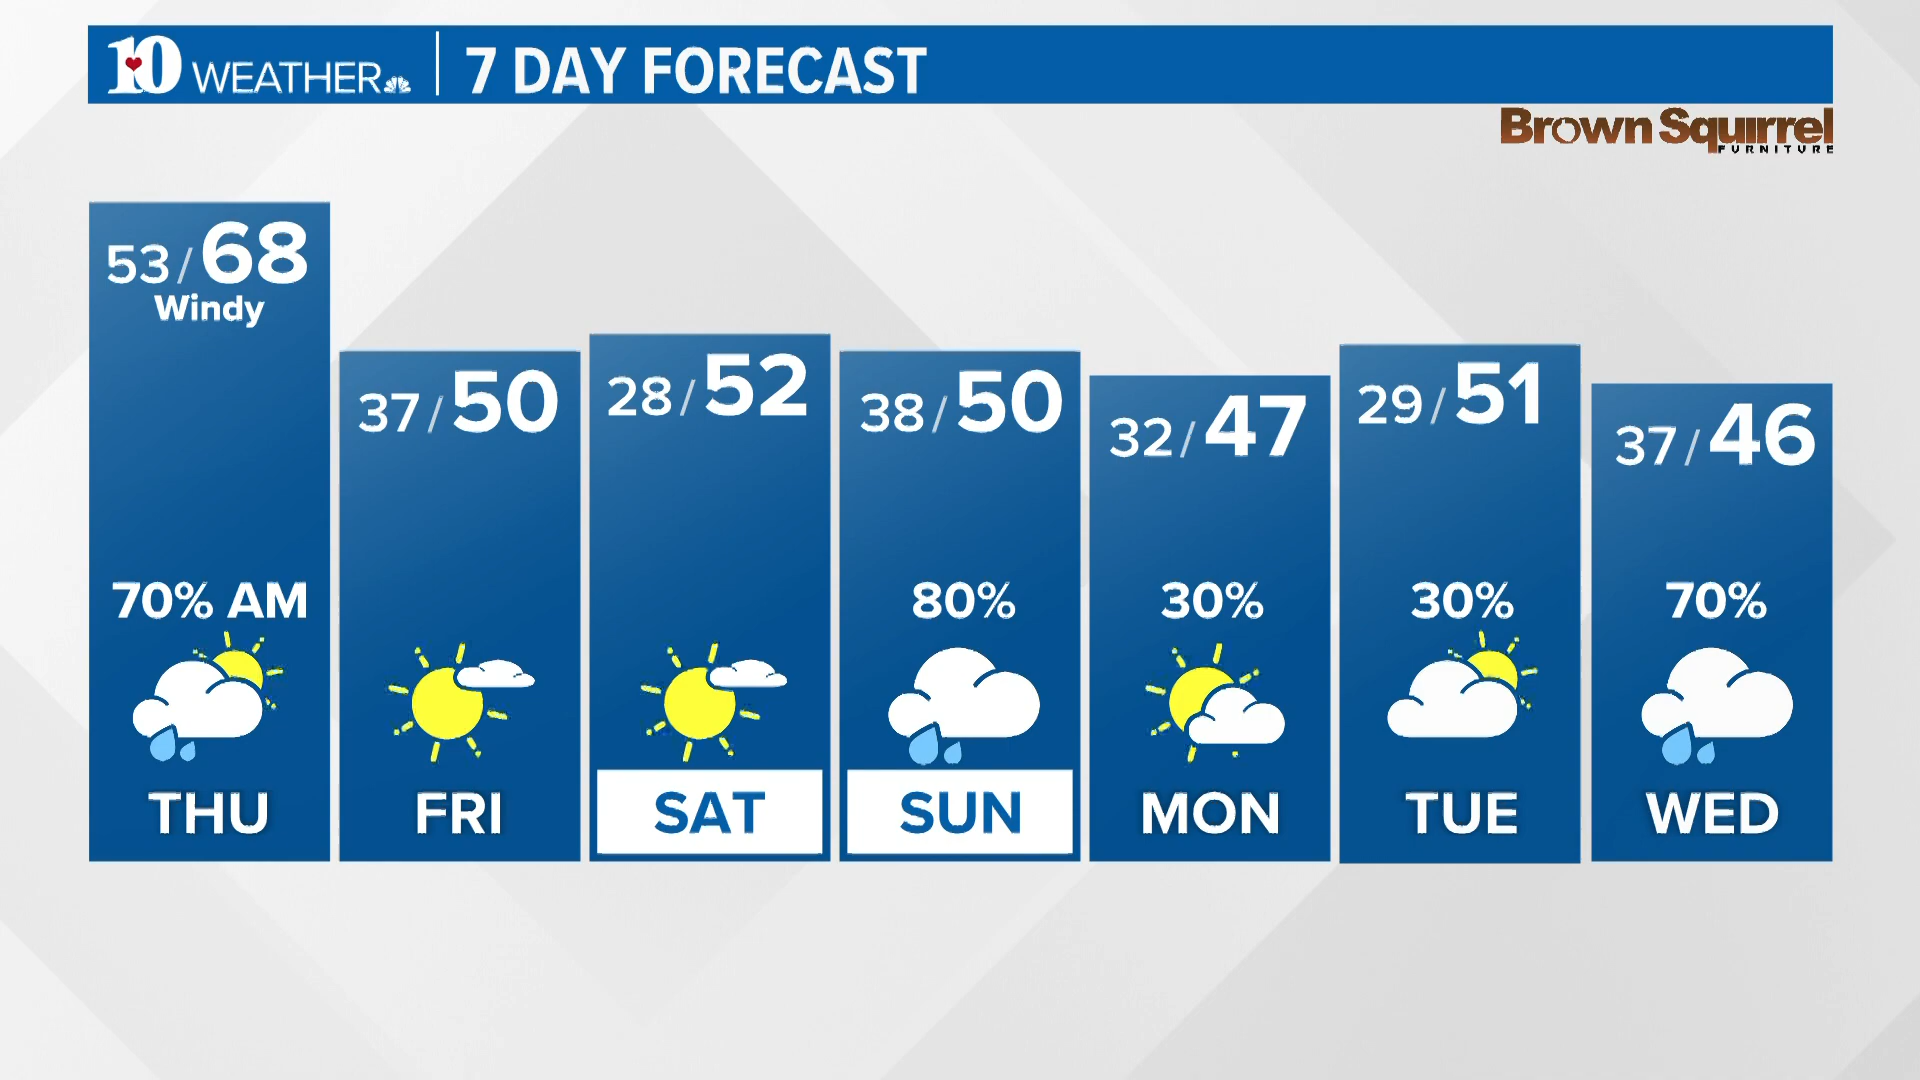 10 WEATHER 7 DAY FORECAST
Brown Squirrel
FURNITURE
53/68
Windy
70% AM
THU
37/50
FRI
28/52
SAT
38/50
80%
SUN
32/47
30%
MON
29/51
30%
TUE
37/46
70%
WED